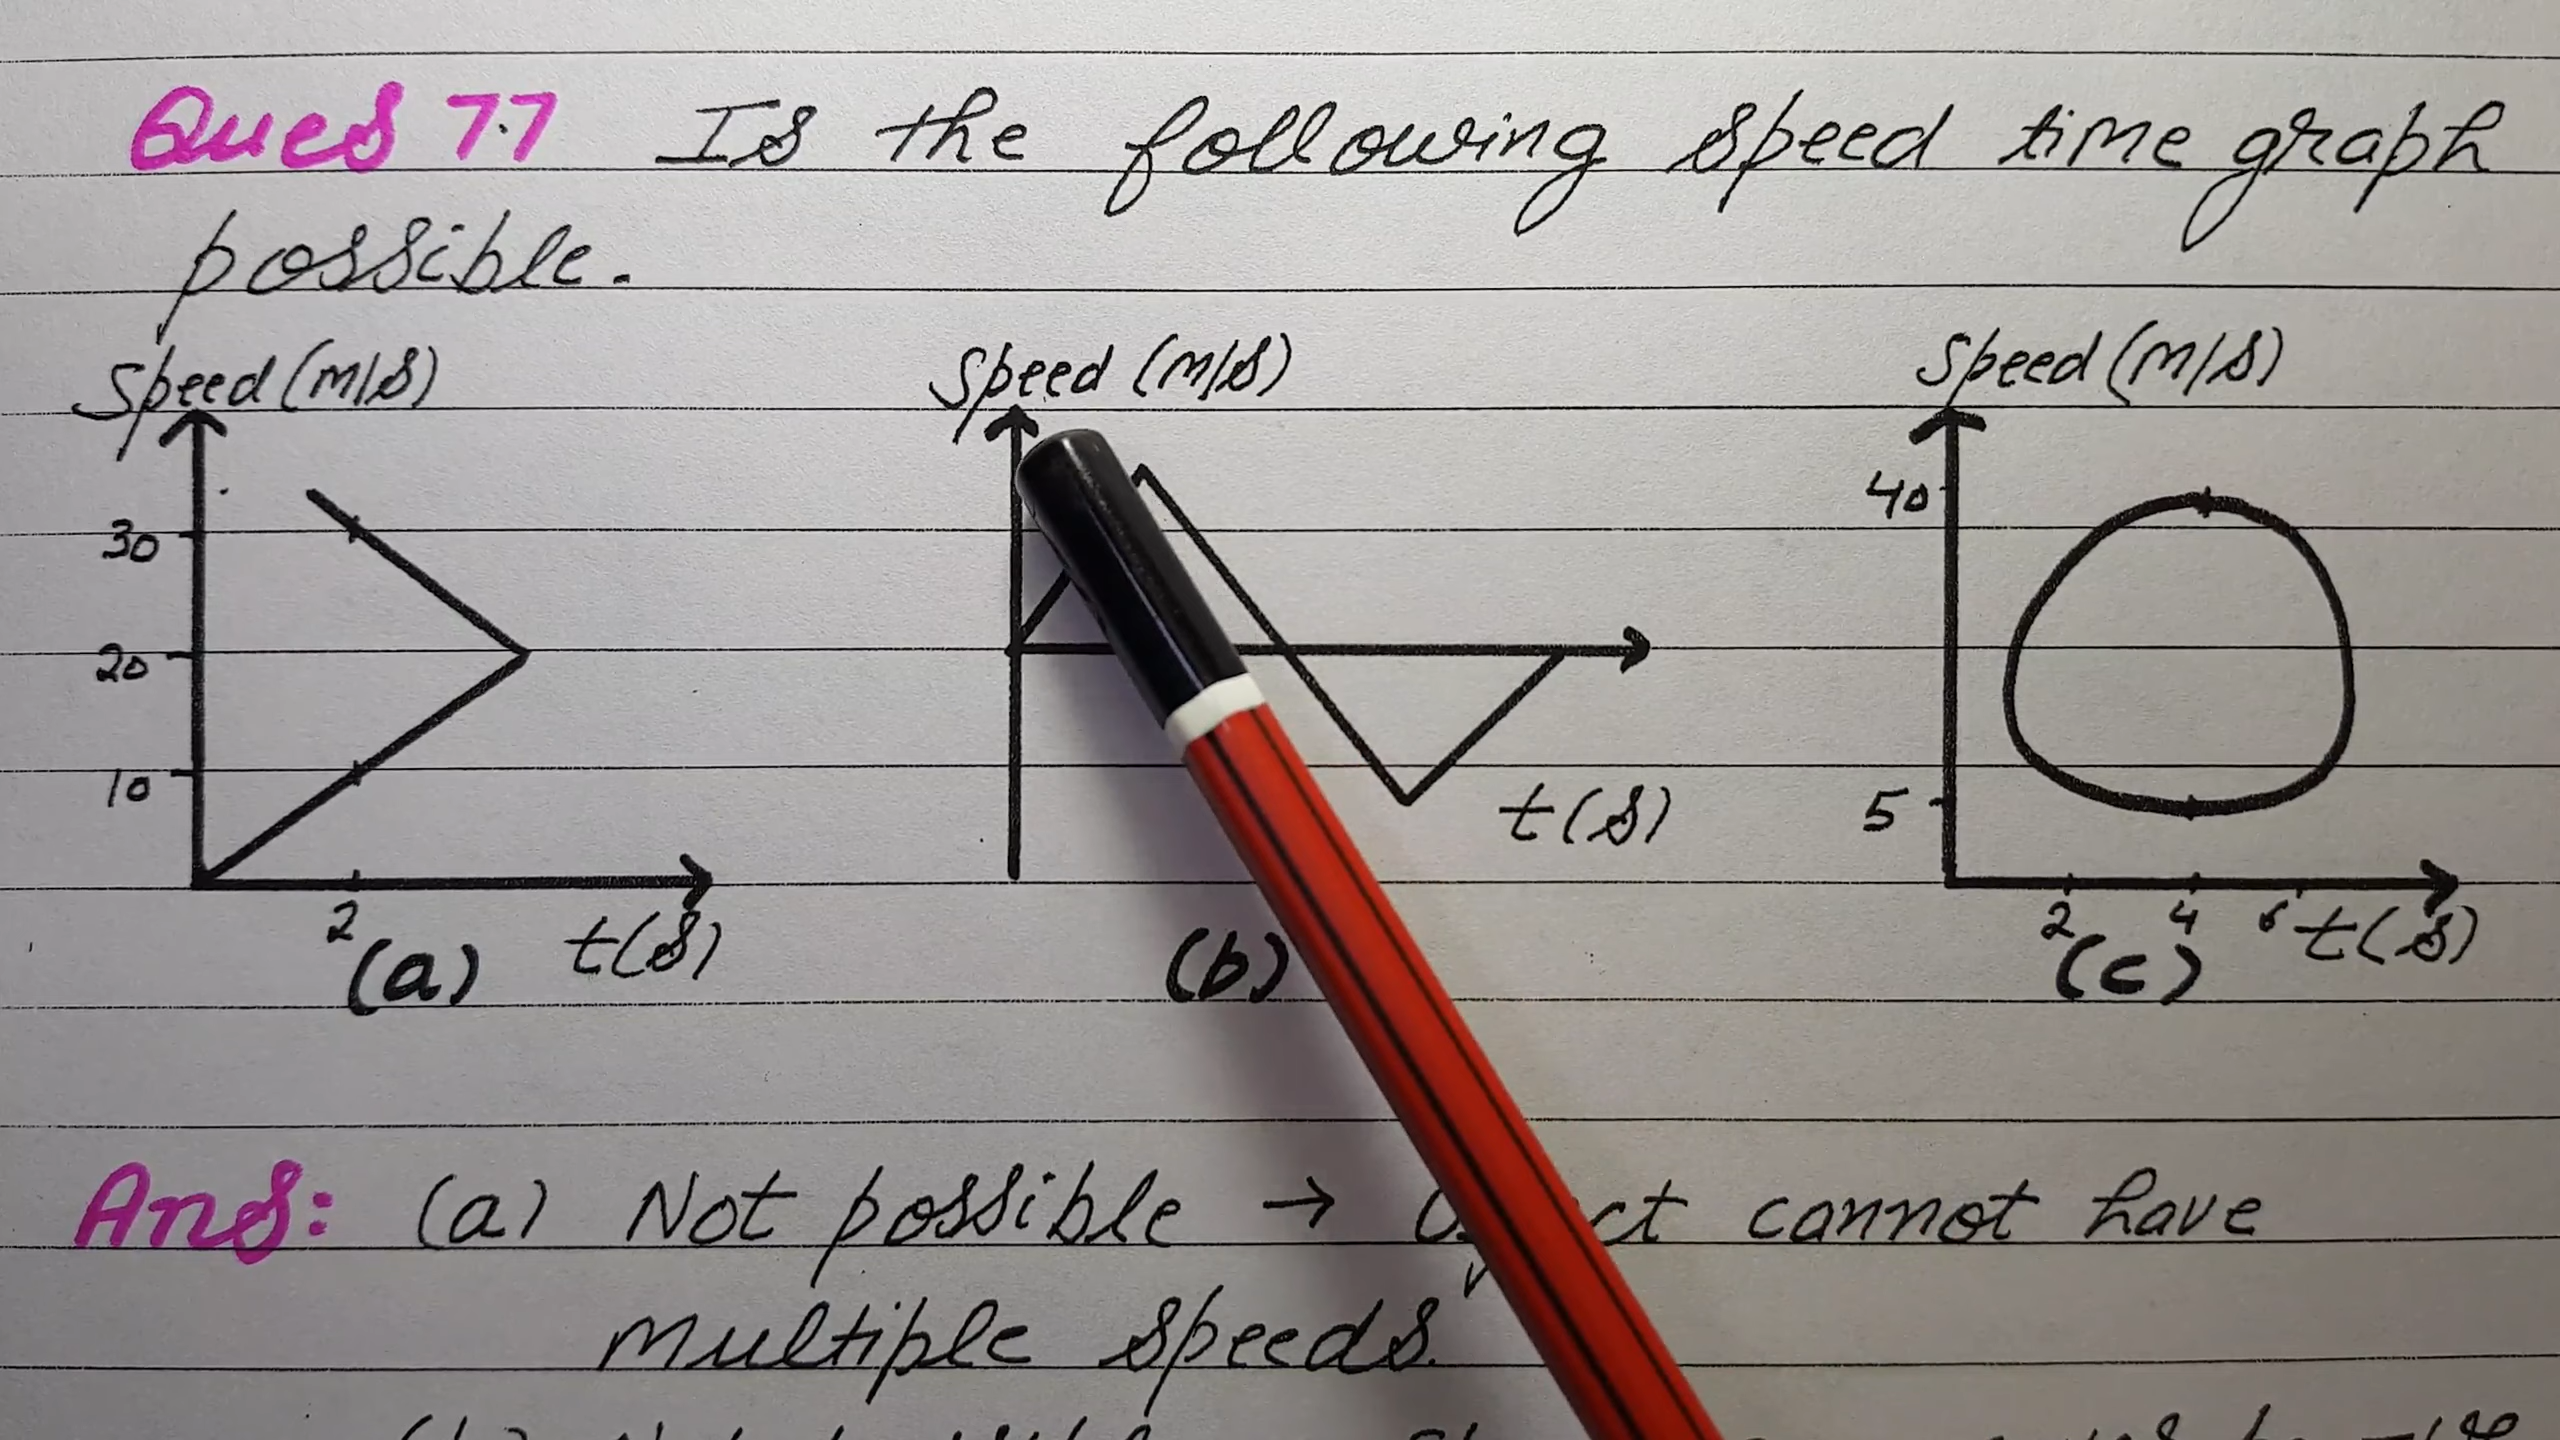 Ques 7.7 Is the following speed time graph
possible.
Speed (m/s) Speed (m/s) Speed (m/s)
30 20 10 2 t(s) (a)
t(s) (b)
40 5 2 4 6 t(s) (c)
Ans: (a) Not possible → cannot have
multiple speeds.